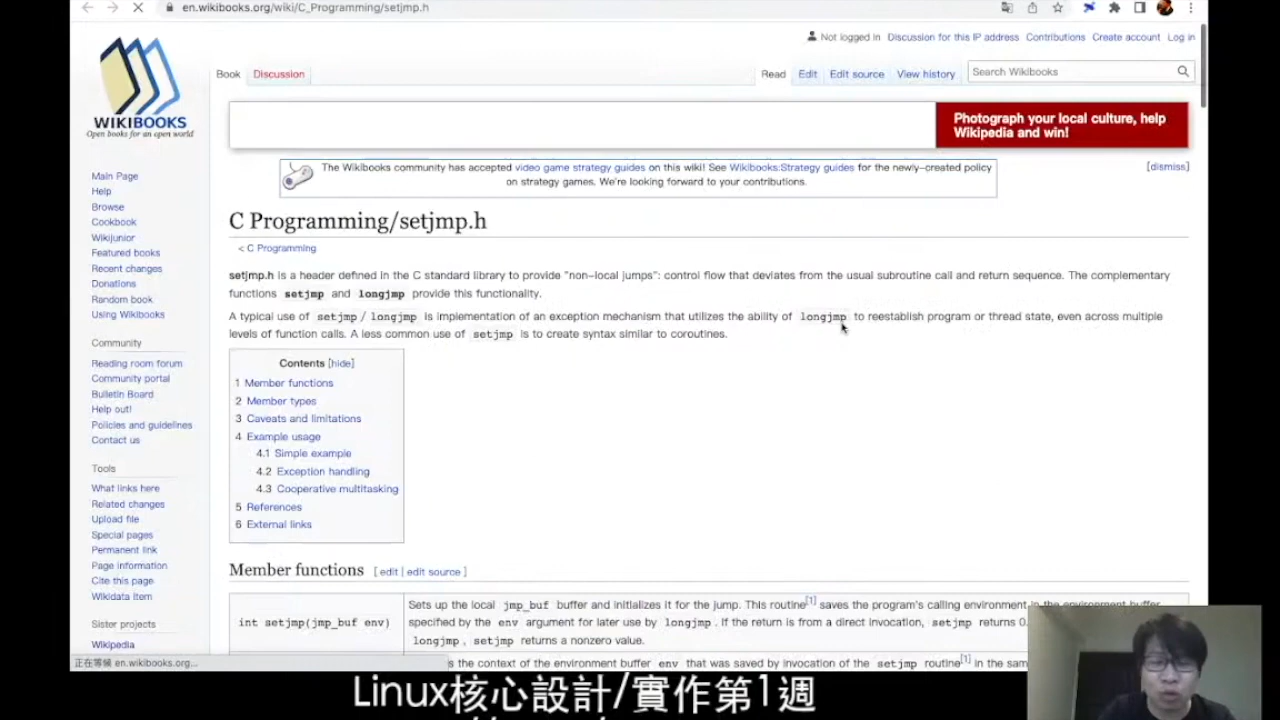 en.wikibooks.org/wiki/C_Programming/setjmp.h
Not logged in Discussion for this IP address Contributions Create account Log in
Book Discussion Read Edit Edit source View history Search Wikibooks
WIKIBOOKS
Open books for an open world
Photograph your local culture, help
Wikipedia and win!
The Wikibooks community has accepted video game strategy guides on this wiki! See Wikibooks:Strategy guides for the newly-created policy
on strategy games. We're looking forward to your contributions.
[dismiss]
Main Page
Help
Browse
Cookbook
Wikijunior
Featured books
Recent changes
Donations
Random book
Using Wikibooks
Community
Reading room forum
Community portal
Bulletin Board
Help out!
Policies and guidelines
Contact us
Tools
What links here
Related changes
Upload file
Special pages
Permanent link
Page information
Cite this page
Wikidata item
Sister projects
Wikipedia
C Programming/setjmp.h
< C Programming
setjmp.h is a header defined in the C standard library to provide "non-local jumps": control flow that deviates from the usual subroutine call and return sequence. The complementary
functions setjmp and longjmp provide this functionality.
A typical use of setjmp / longjmp is implementation of an exception mechanism that utilizes the ability of longjmp to reestablish program or thread state, even across multiple
levels of function calls. A less common use of setjmp is to create syntax similar to coroutines.
Contents [hide]
1 Member functions
2 Member types
3 Caveats and limitations
4 Example usage
4.1 Simple example
4.2 Exception handling
4.3 Cooperative multitasking
5 References
6 External links
Member functions [ edit | edit source ]
int setjmp(jmp_buf env)
Sets up the local jmp_buf buffer and initializes it for the jump. This routine[1] saves the program's calling environment in the environment buffer
specified by the env argument for later use by longjmp. If the return is from a direct invocation, setjmp returns 0.
longjmp, setjmp returns a nonzero value.
s the context of the environment buffer env that was saved by invocation of the setjmp routine[1] in the sam
正在等候 en.wikibooks.org...
Linux核心設計/實作第1週